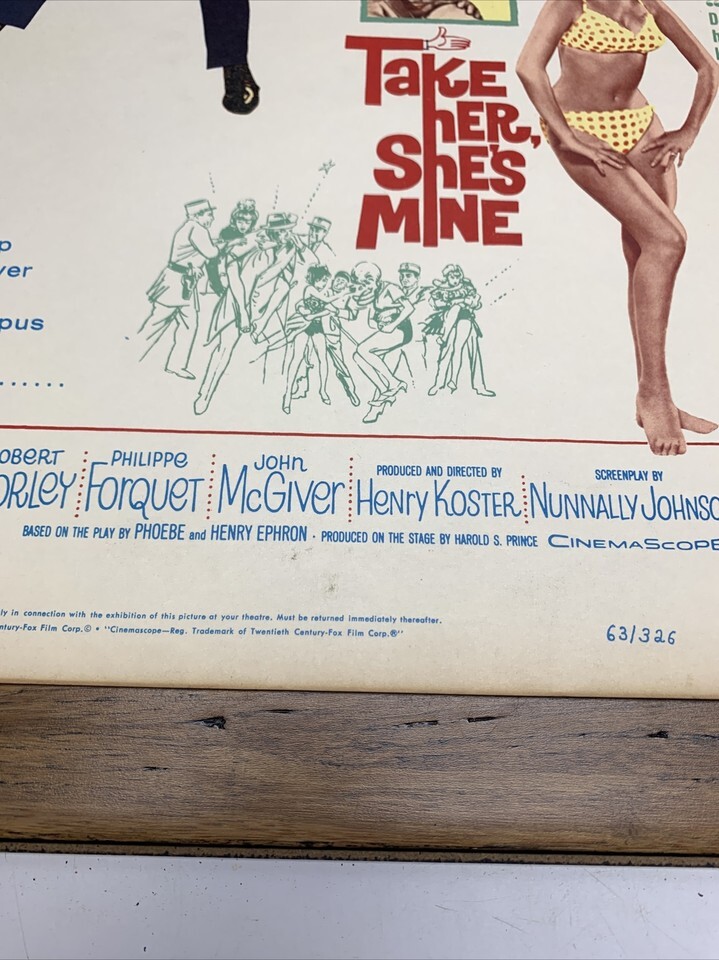 Take
Her,
She's
Mine
p
ver
pus
......
OBERT
ORLEY
PHILIPPE
FORQUET
JOHN
McGIVER
PRODUCED AND DIRECTED BY
HENRY KOSTER
SCREENPLAY BY
NUNNALLY JOHNSO
BASED ON THE PLAY BY PHOEBE and HENRY EPHRON · PRODUCED ON THE STAGE BY HAROLD S. PRINCE CINEMASCOPE
ly in connection with the exhibition of this picture at your theatre. Must be returned immediately thereafter.
ntury-Fox Film Corp.© • "Cinemascope—Reg. Trademark of Twentieth Century-Fox Film Corp.®"
63/326